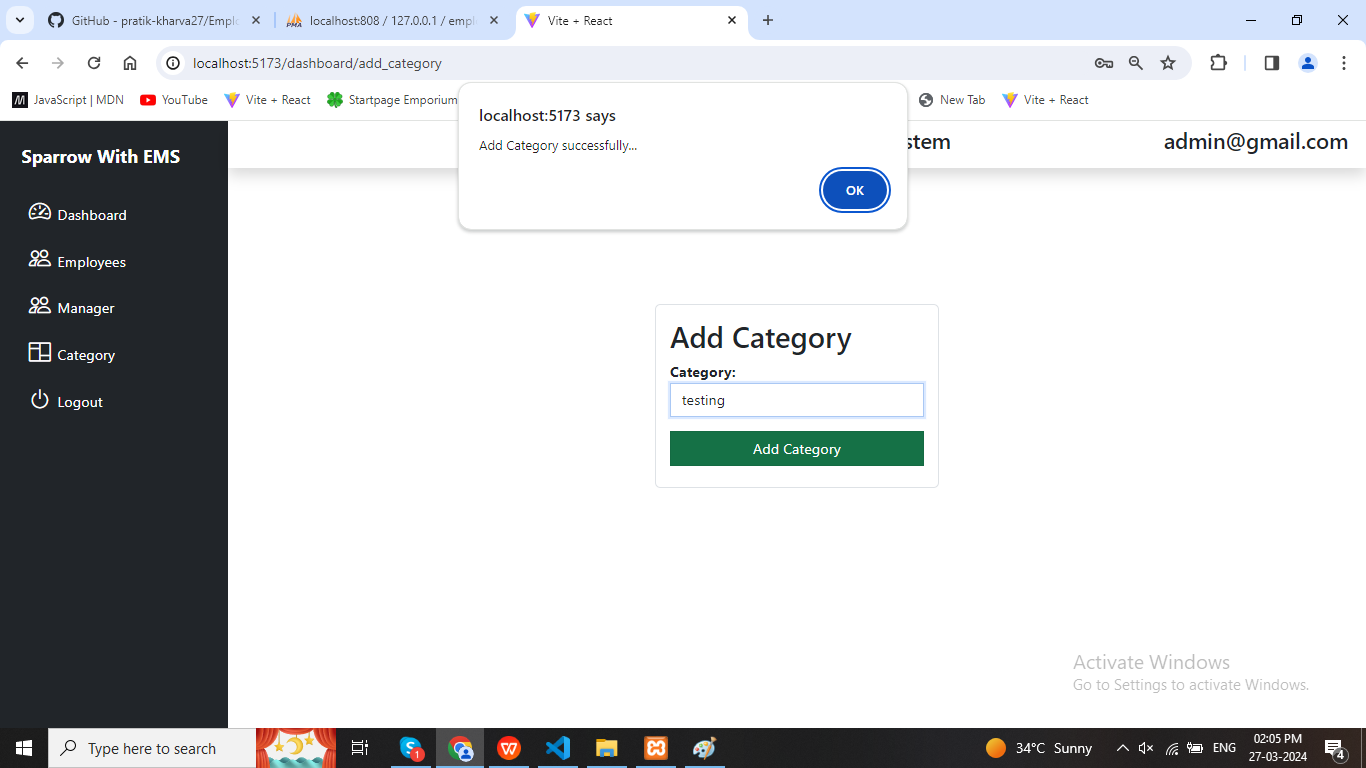 GitHub - pratik-kharva27/Emplo
localhost:808 / 127.0.0.1 / empl
Vite + React
localhost:5173/dashboard/add_category
JavaScript | MDN
YouTube
Vite + React
Startpage Emporium
New Tab
Vite + React
localhost:5173 says
Add Category successfully...
OK
Sparrow With EMS
stem
admin@gmail.com
Dashboard
Employees
Manager
Category
Logout
Add Category
Category:
testing
Add Category
Activate Windows
Go to Settings to activate Windows.
Type here to search
1
34°C Sunny
ENG
02:05 PM
27-03-2024
4